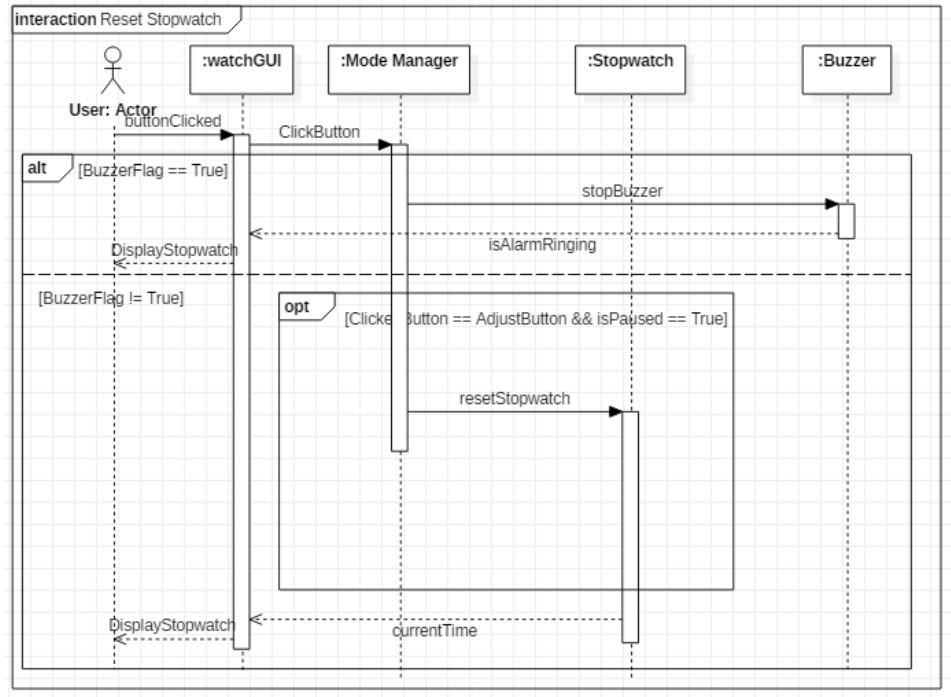 interaction Reset Stopwatch
:watchGUI
:Mode Manager
:Stopwatch
:Buzzer
User: Actor
buttonClicked
ClickButton
alt
[BuzzerFlag == True]
stopBuzzer
isAlarmRinging
DisplayStopwatch
[BuzzerFlag != True]
opt
[ClickedButton == AdjustButton && isPaused == True]
resetStopwatch
currentTime
DisplayStopwatch